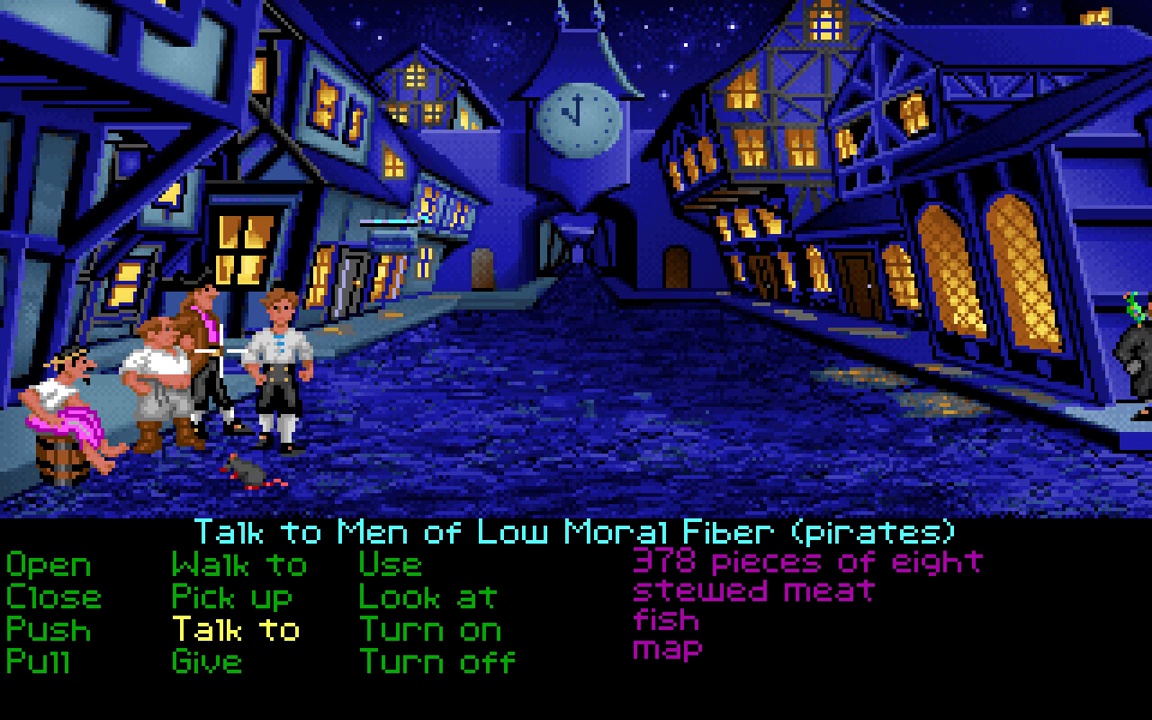 Talk to Men of Low Moral Fiber (pirates)
Open Walk to Use 378 pieces of eight
Close Pick up Look at stewed meat
Push Talk to Turn on fish
Pull Give Turn off map